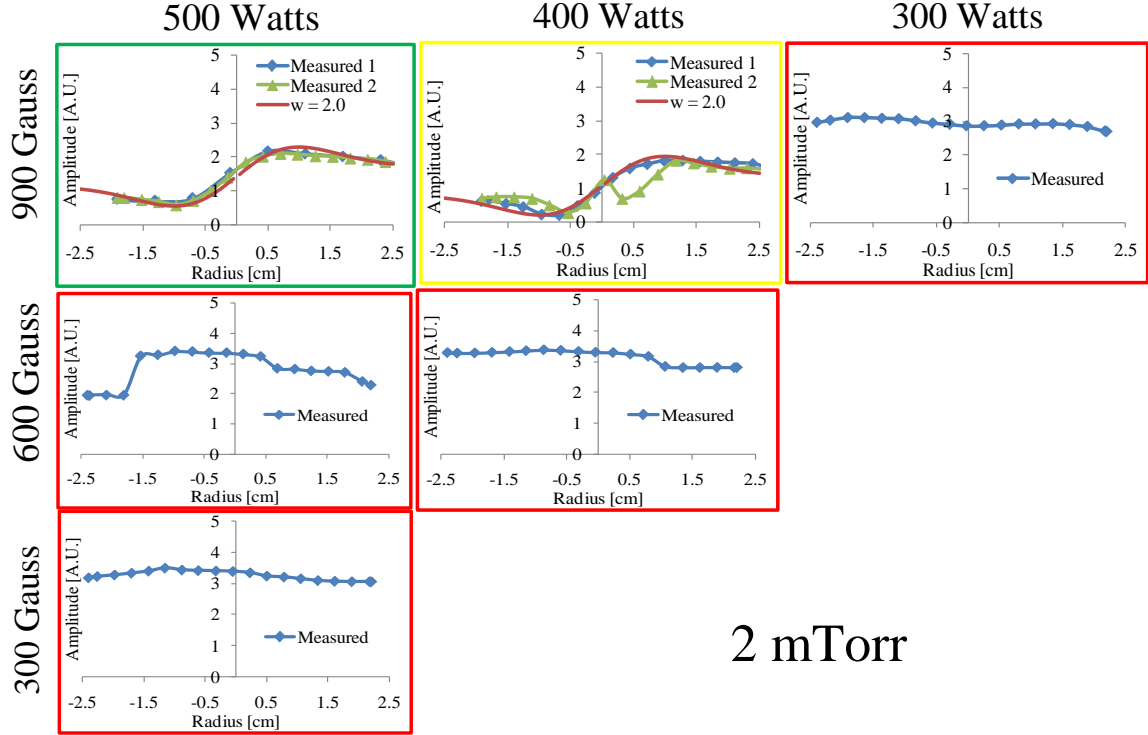 500 Watts
400 Watts
300 Watts
900 Gauss
Amplitude [A.U.]
5
4
3
2
1
0
-2.5
-1.5
-0.5
0.5
1.5
2.5
Radius [cm]
Measured 1
Measured 2
w = 2.0
Amplitude [A.U.]
5
4
3
2
1
0
-2.5
-1.5
-0.5
0.5
1.5
2.5
Radius [cm]
Measured 1
Measured 2
w = 2.0
Amplitude [A.U.]
5
4
3
2
1
0
-2.5
-1.5
-0.5
0.5
1.5
2.5
Radius [cm]
Measured
600 Gauss
Amplitude [A.U.]
5
4
3
2
1
0
-2.5
-1.5
-0.5
0.5
1.5
2.5
Radius [cm]
Measured
Amplitude [A.U.]
5
4
3
2
1
0
-2.5
-1.5
-0.5
0.5
1.5
2.5
Radius [cm]
Measured
300 Gauss
Amplitude [A.U.]
5
4
3
2
1
0
-2.5
-1.5
-0.5
0.5
1.5
2.5
Radius [cm]
Measured
2 mTorr